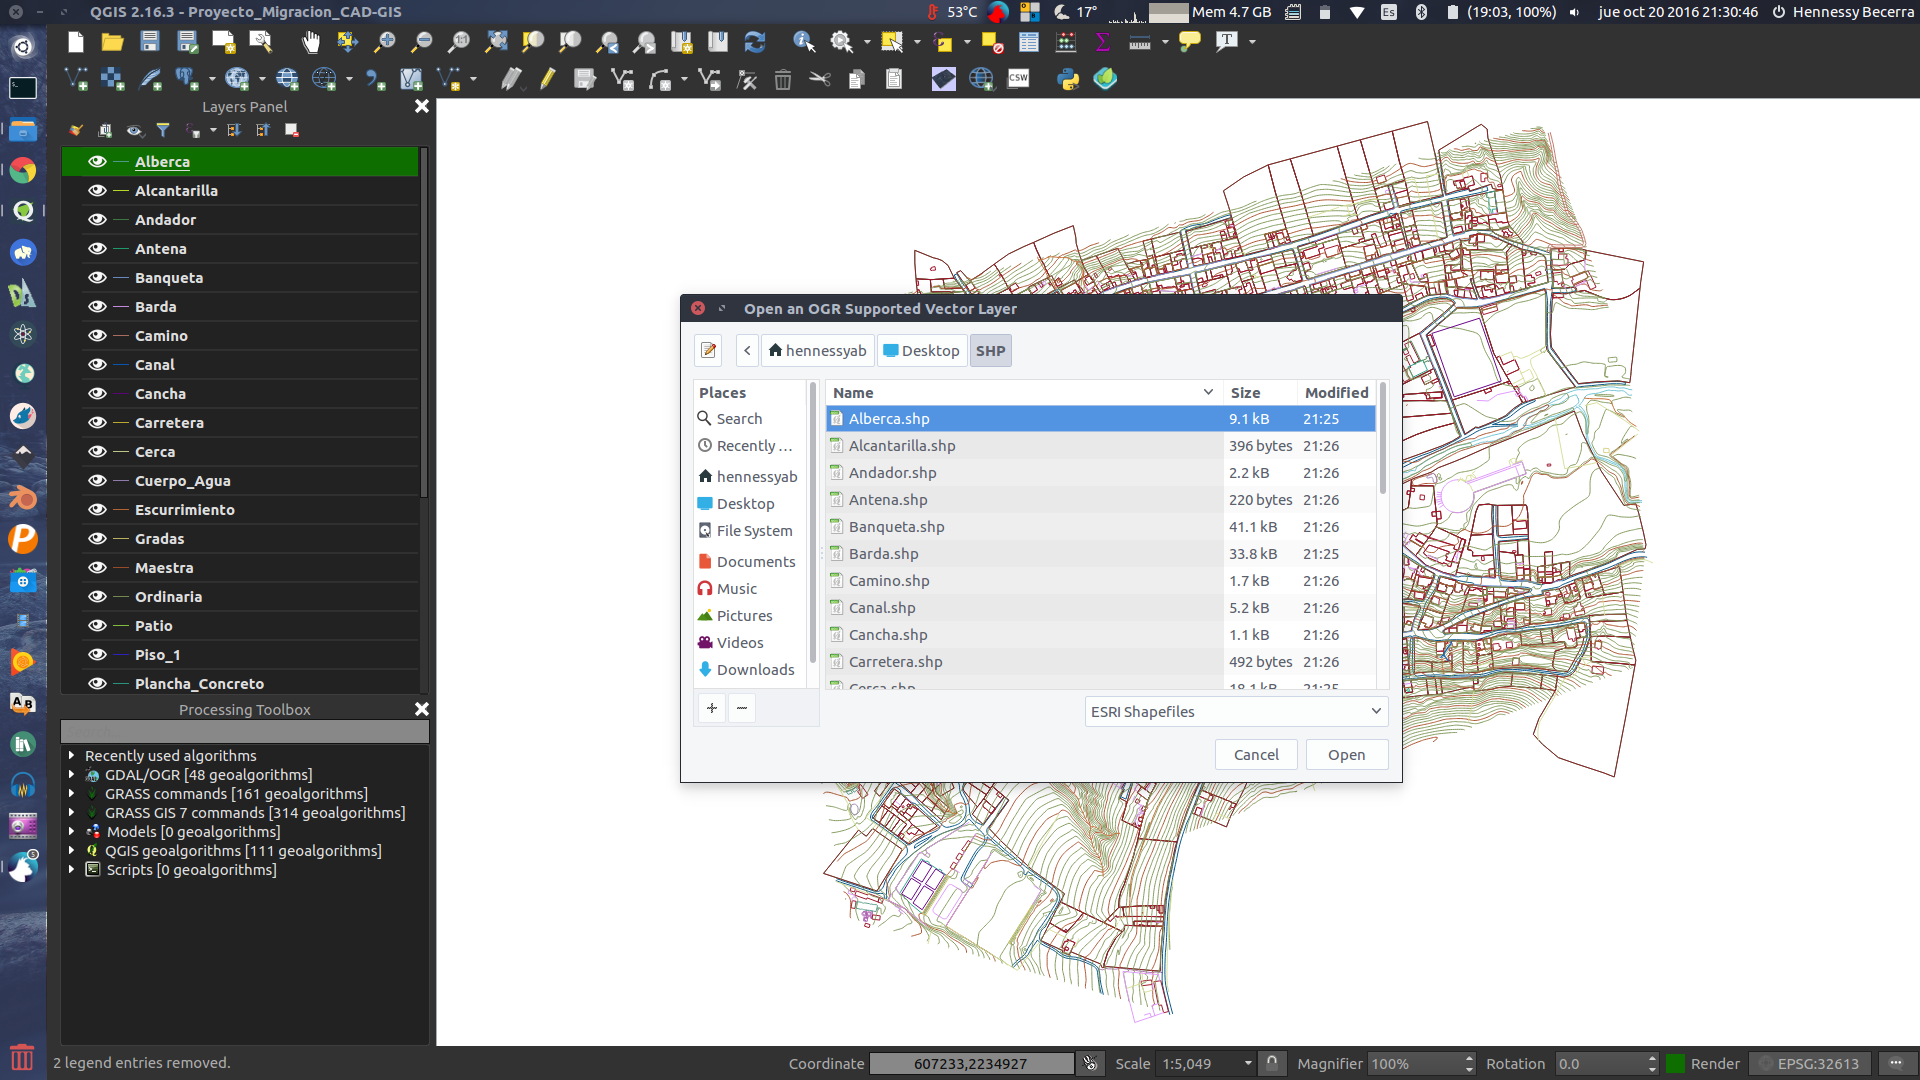 QGIS 2.16.3 - Proyecto_Migracion_CAD-GIS
53°C
17°
Mem 4.7 GB
Es
(19:03, 100%)
jue oct 20 2016 21:30:46
Hennessy Becerra
CSW
T
Layers Panel
Alberca
Alcantarilla
Andador
Antena
Banqueta
Barda
Camino
Canal
Cancha
Carretera
Cerca
Cuerpo_Agua
Escurrimiento
Gradas
Maestra
Ordinaria
Patio
Piso_1
Plancha_Concreto
Processing Toolbox
Recently used algorithms
GDAL/OGR [48 geoalgorithms]
GRASS commands [161 geoalgorithms]
GRASS GIS 7 commands [314 geoalgorithms]
Models [0 geoalgorithms]
QGIS geoalgorithms [111 geoalgorithms]
Scripts [0 geoalgorithms]
Open an OGR Supported Vector Layer
hennessyab
Desktop
SHP
Places
Search
Recently ...
hennessyab
Desktop
File System
Documents
Music
Pictures
Videos
Downloads
Name Size Modified
Alberca.shp 9.1 kB 21:25
Alcantarilla.shp 396 bytes 21:26
Andador.shp 2.2 kB 21:26
Antena.shp 220 bytes 21:26
Banqueta.shp 41.1 kB 21:26
Barda.shp 33.8 kB 21:25
Camino.shp 1.7 kB 21:26
Canal.shp 5.2 kB 21:26
Cancha.shp 1.1 kB 21:26
Carretera.shp 492 bytes 21:26
Cerca.shp 18.1 kB 21:25
ESRI Shapefiles
Cancel
Open
2 legend entries removed.
Coordinate 607233,2234927
Scale 1:5,049
Magnifier 100%
Rotation 0.0
Render
EPSG:32613